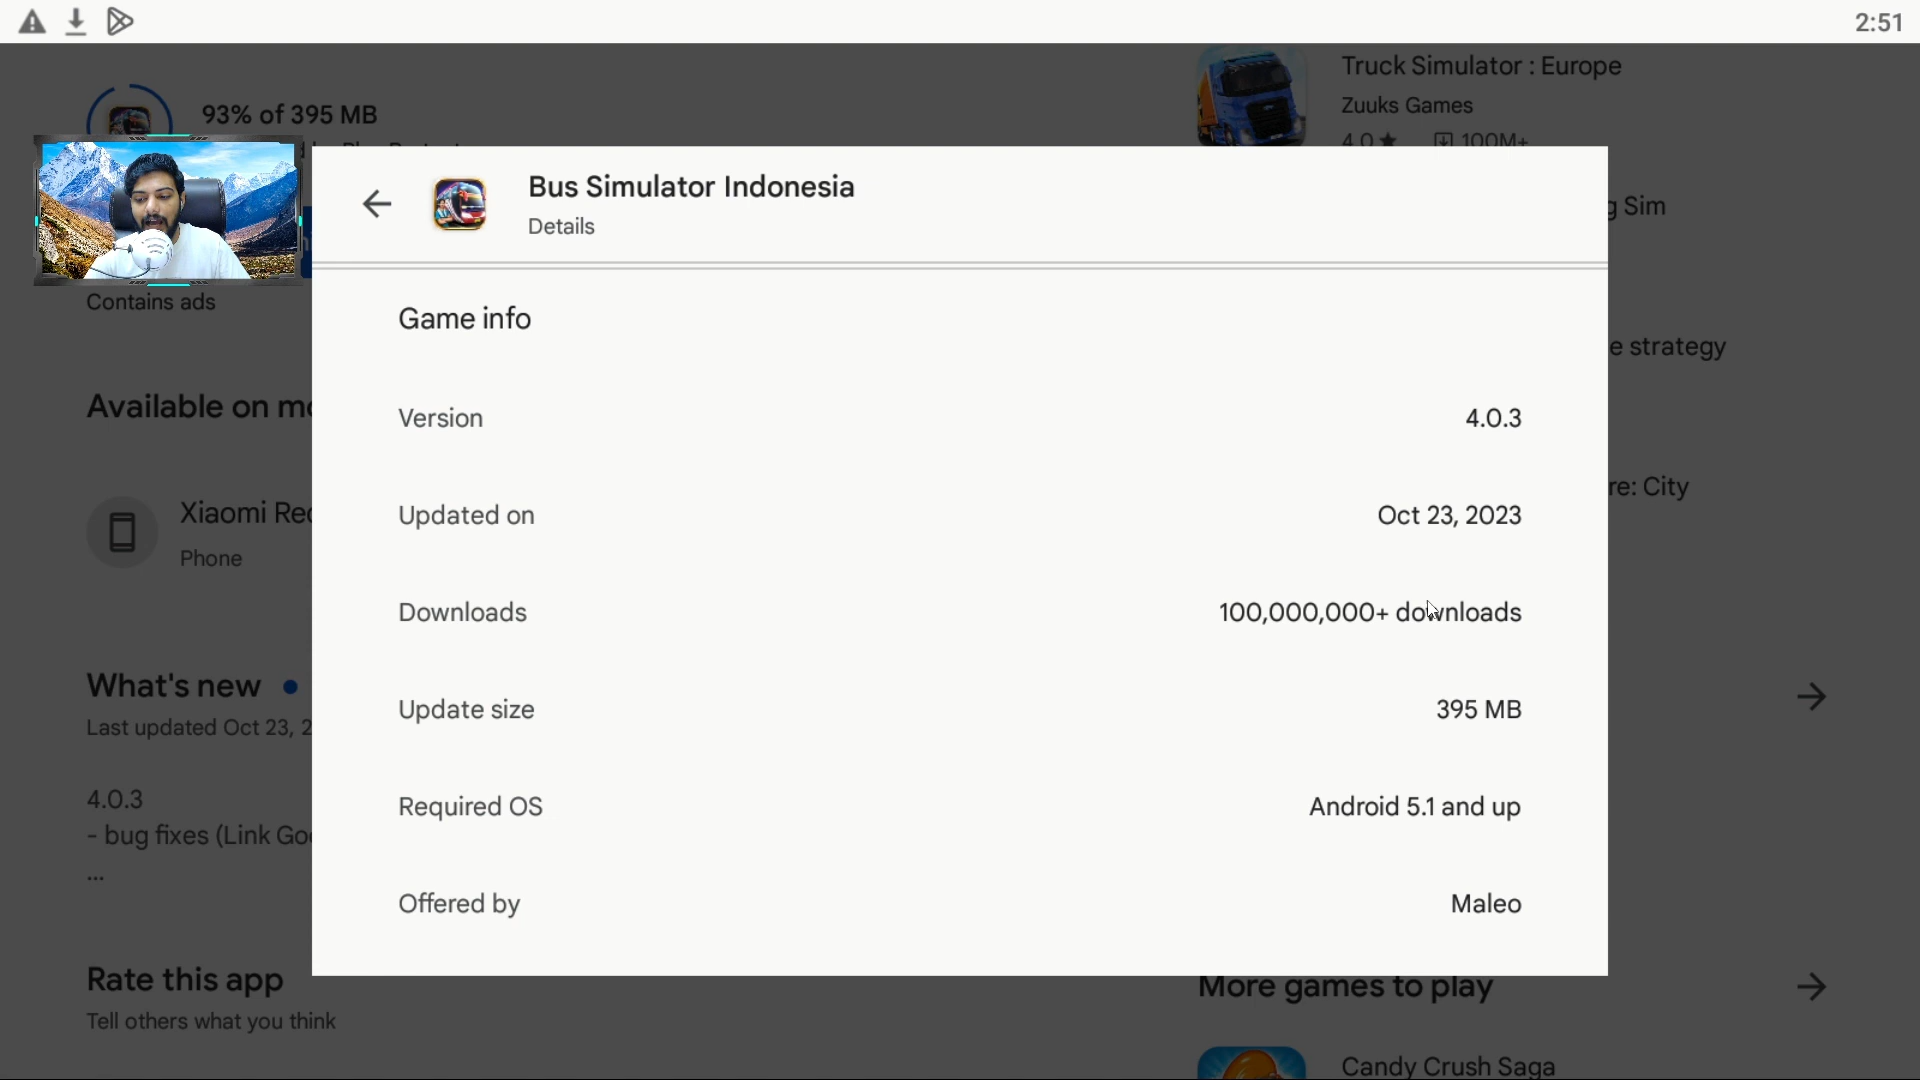 2:51
93% of 395 MB
Contains ads
Available on
Xiaomi
Phone
What's new
Last updated Oct 23,
4.0.3
- bug fixes (Link
...
Rate this app
Tell others what you think
Bus Simulator Indonesia
Details
Game info
Version 4.0.3
Updated on Oct 23, 2023
Downloads 100,000,000+ downloads
Update size 395 MB
Required OS Android 5.1 and up
Offered by Maleo
Truck Simulator : Europe
Zuuks Games
4.0★ 100M+
Sim
strategy
City
More games to play
Candy Crush Saga